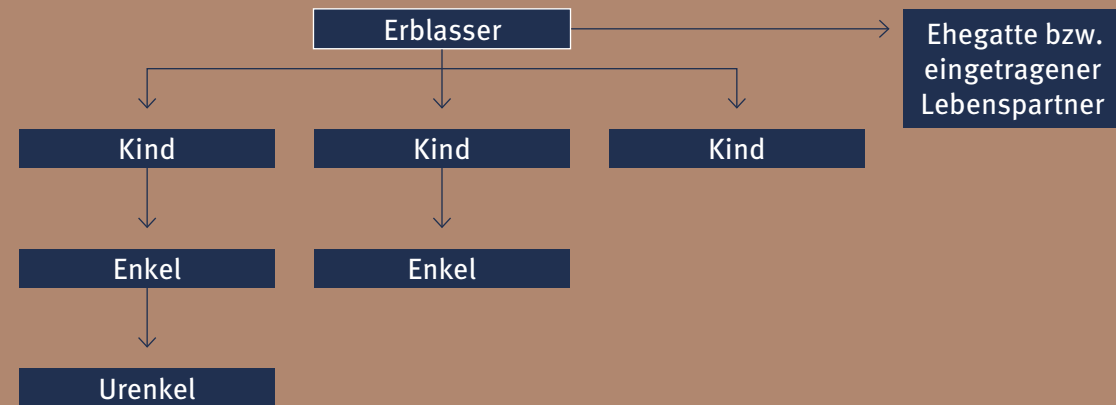 Erblasser
Ehegatte bzw.
eingetragener
Lebenspartner
Kind
Kind
Kind
Enkel
Enkel
Urenkel